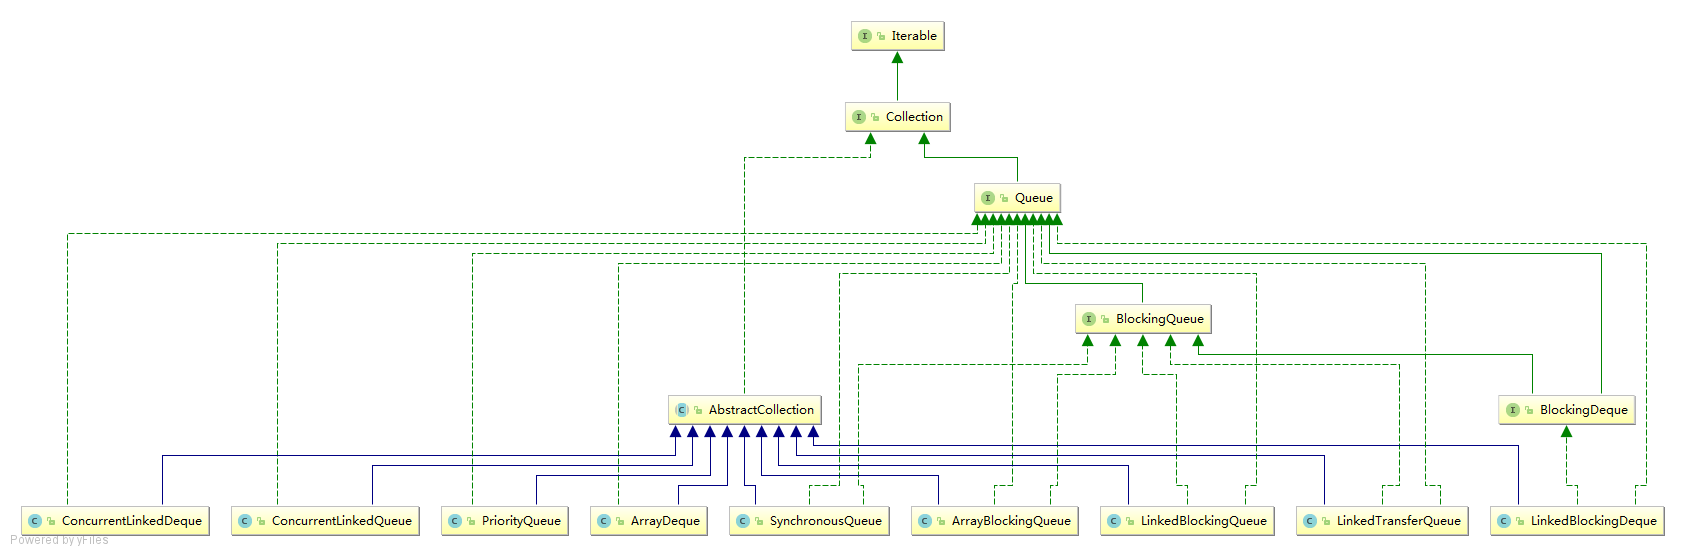 I Iterable
I Collection
I Queue
I BlockingQueue
C AbstractCollection
I BlockingDeque
C ConcurrentLinkedDeque
C ConcurrentLinkedQueue
C PriorityQueue
C ArrayDeque
C SynchronousQueue
C ArrayBlockingQueue
C LinkedBlockingQueue
C LinkedTransferQueue
C LinkedBlockingDeque
Powered by yFiles